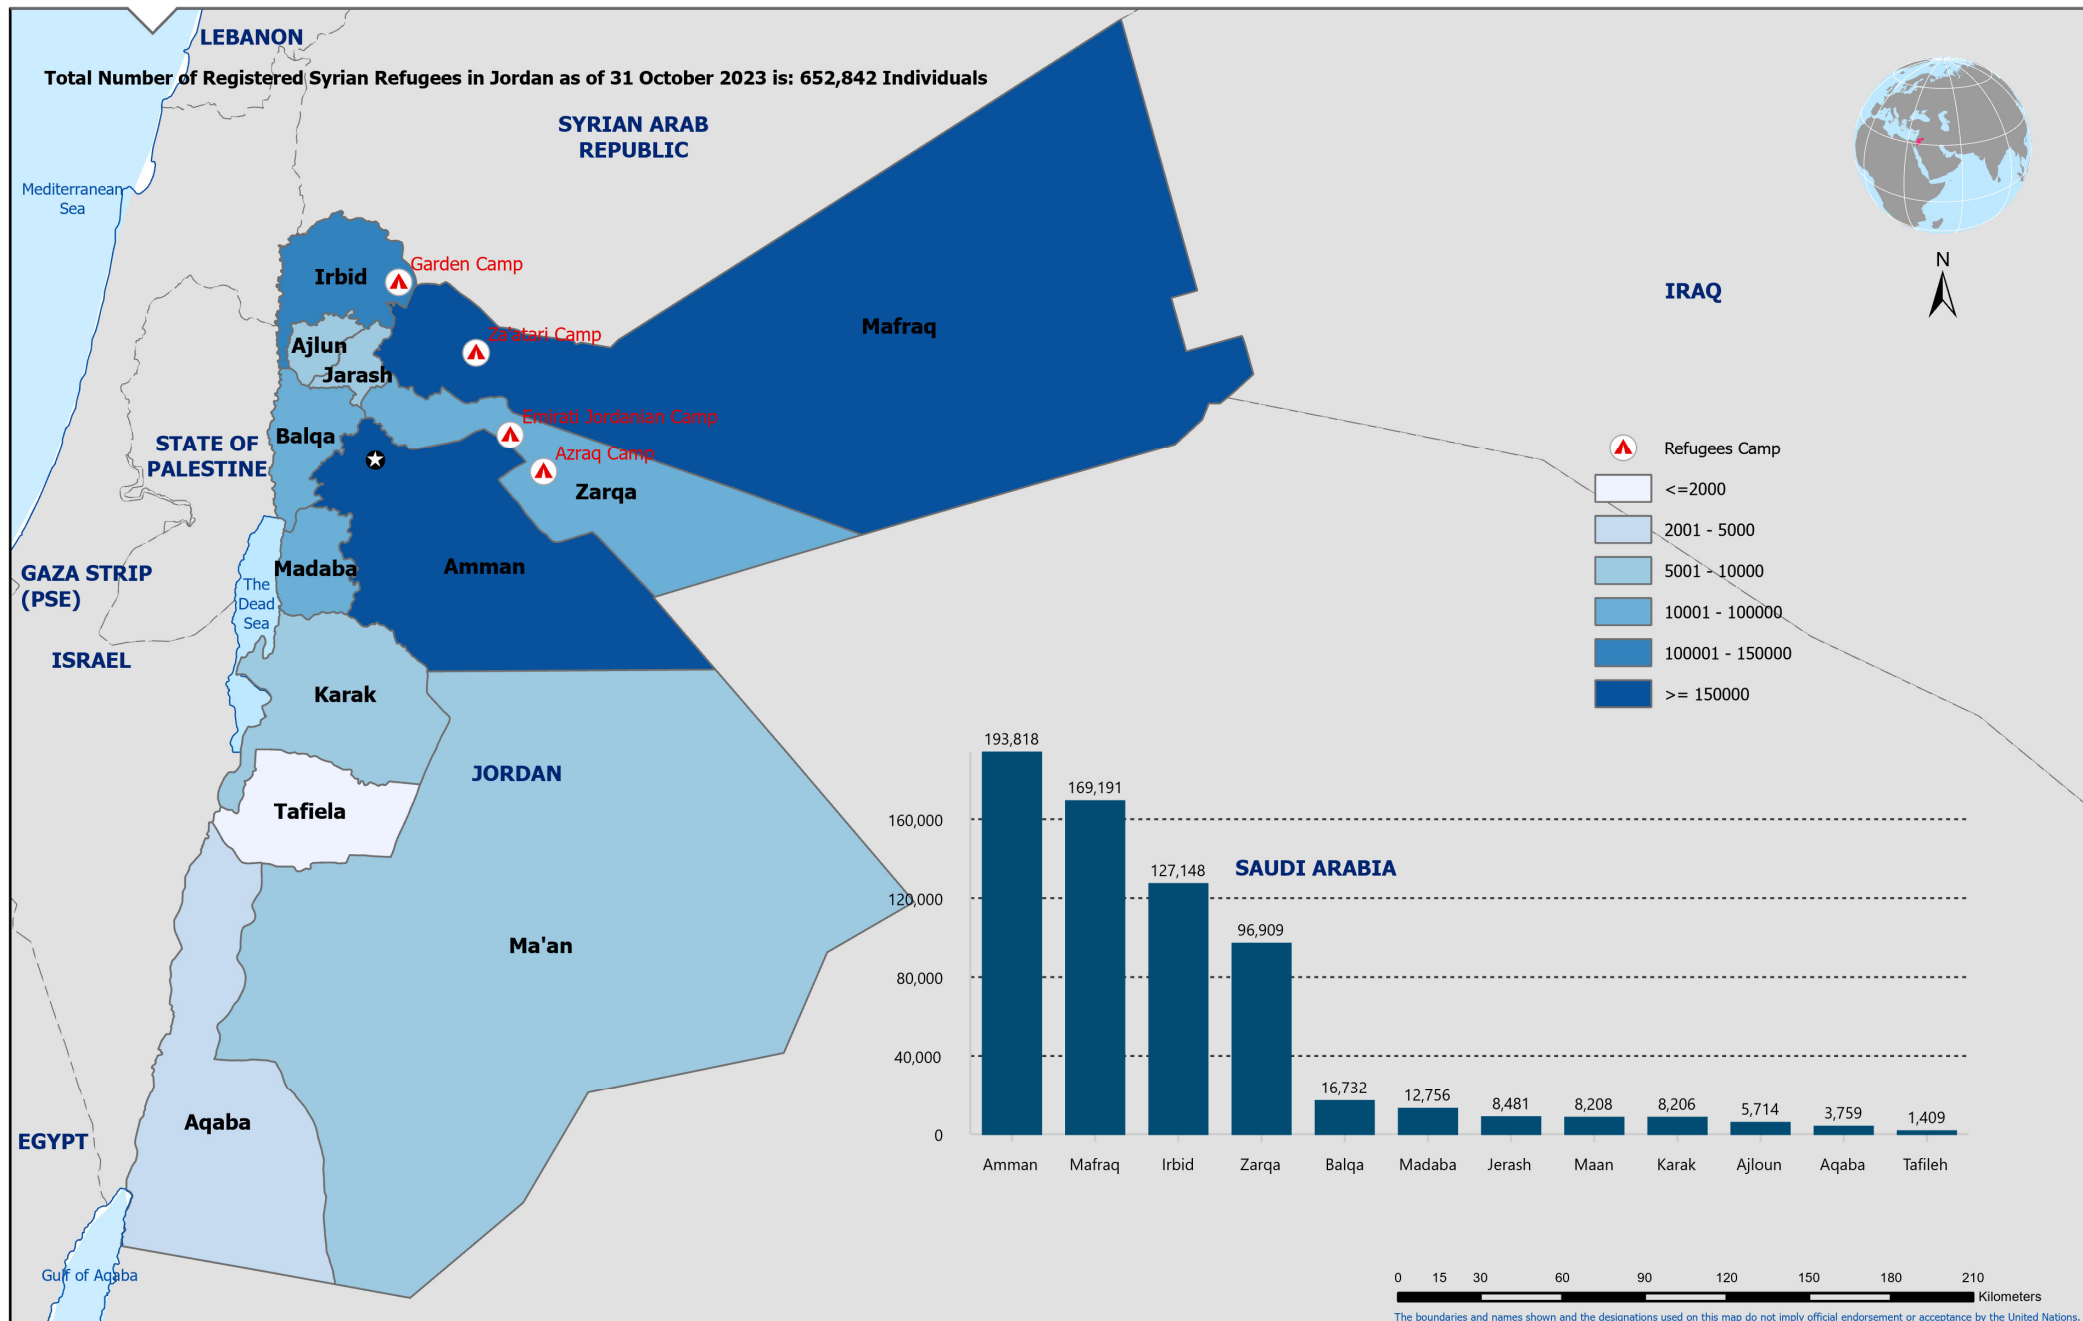 LEBANON
Total Number of Registered Syrian Refugees in Jordan as of 31 October 2023 is: 652,842 Individuals
SYRIAN ARAB
REPUBLIC
Mediterranean
Sea
N
IRAQ
Irbid
Garden Camp
Za'atari Camp
Mafraq
Ajlun
Jarash
Emirati Jordanian Camp
Balqa
STATE OF
PALESTINE
Azraq Camp
Zarqa
Madaba
Amman
GAZA STRIP
(PSE)
The
Dead
Sea
ISRAEL
Karak
JORDAN
Tafiela
Ma'an
Aqaba
EGYPT
Gulf of Aqaba
SAUDI ARABIA
Refugees Camp
<=2000
2001 - 5000
5001 - 10000
10001 - 100000
100001 - 150000
>= 150000
193,818
169,191
127,148
96,909
16,732
12,756
8,481
8,208
8,206
5,714
3,759
1,409
160,000
120,000
80,000
40,000
0
Amman Mafraq Irbid Zarqa Balqa Madaba Jerash Maan Karak Ajloun Aqaba Tafileh
0 15 30 60 90 120 150 180 210
Kilometers
The boundaries and names shown and the designations used on this map do not imply official endorsement or acceptance by the United Nations.